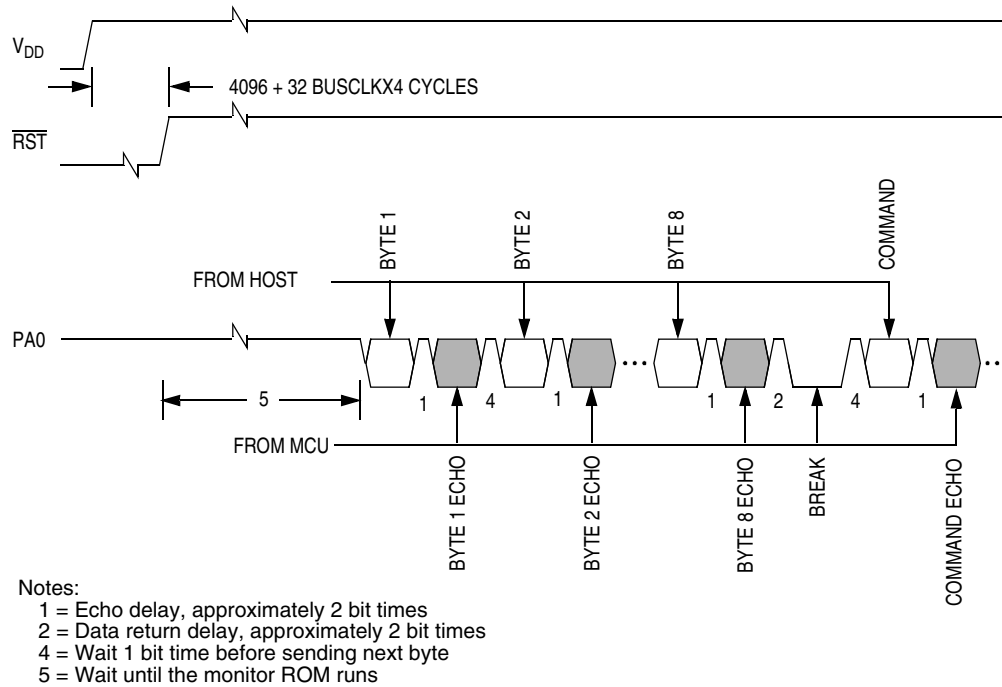 VDD
4096 + 32 BUSCLKX4 CYCLES
RST
BYTE 1
BYTE 2
BYTE 8
COMMAND
FROM HOST
PA0
...
...
1
4
1
1
2
4
1
5
FROM MCU
BYTE 1 ECHO
BYTE 2 ECHO
BYTE 8 ECHO
BREAK
COMMAND ECHO
Notes:
1 = Echo delay, approximately 2 bit times
2 = Data return delay, approximately 2 bit times
4 = Wait 1 bit time before sending next byte
5 = Wait until the monitor ROM runs